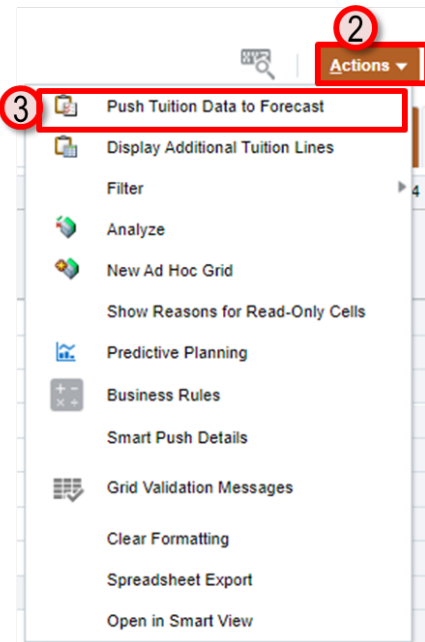 2
Actions
3
Push Tuition Data to Forecast
Display Additional Tuition Lines
Filter
4
Analyze
New Ad Hoc Grid
Show Reasons for Read-Only Cells
Predictive Planning
Business Rules
Smart Push Details
Grid Validation Messages
Clear Formatting
Spreadsheet Export
Open in Smart View